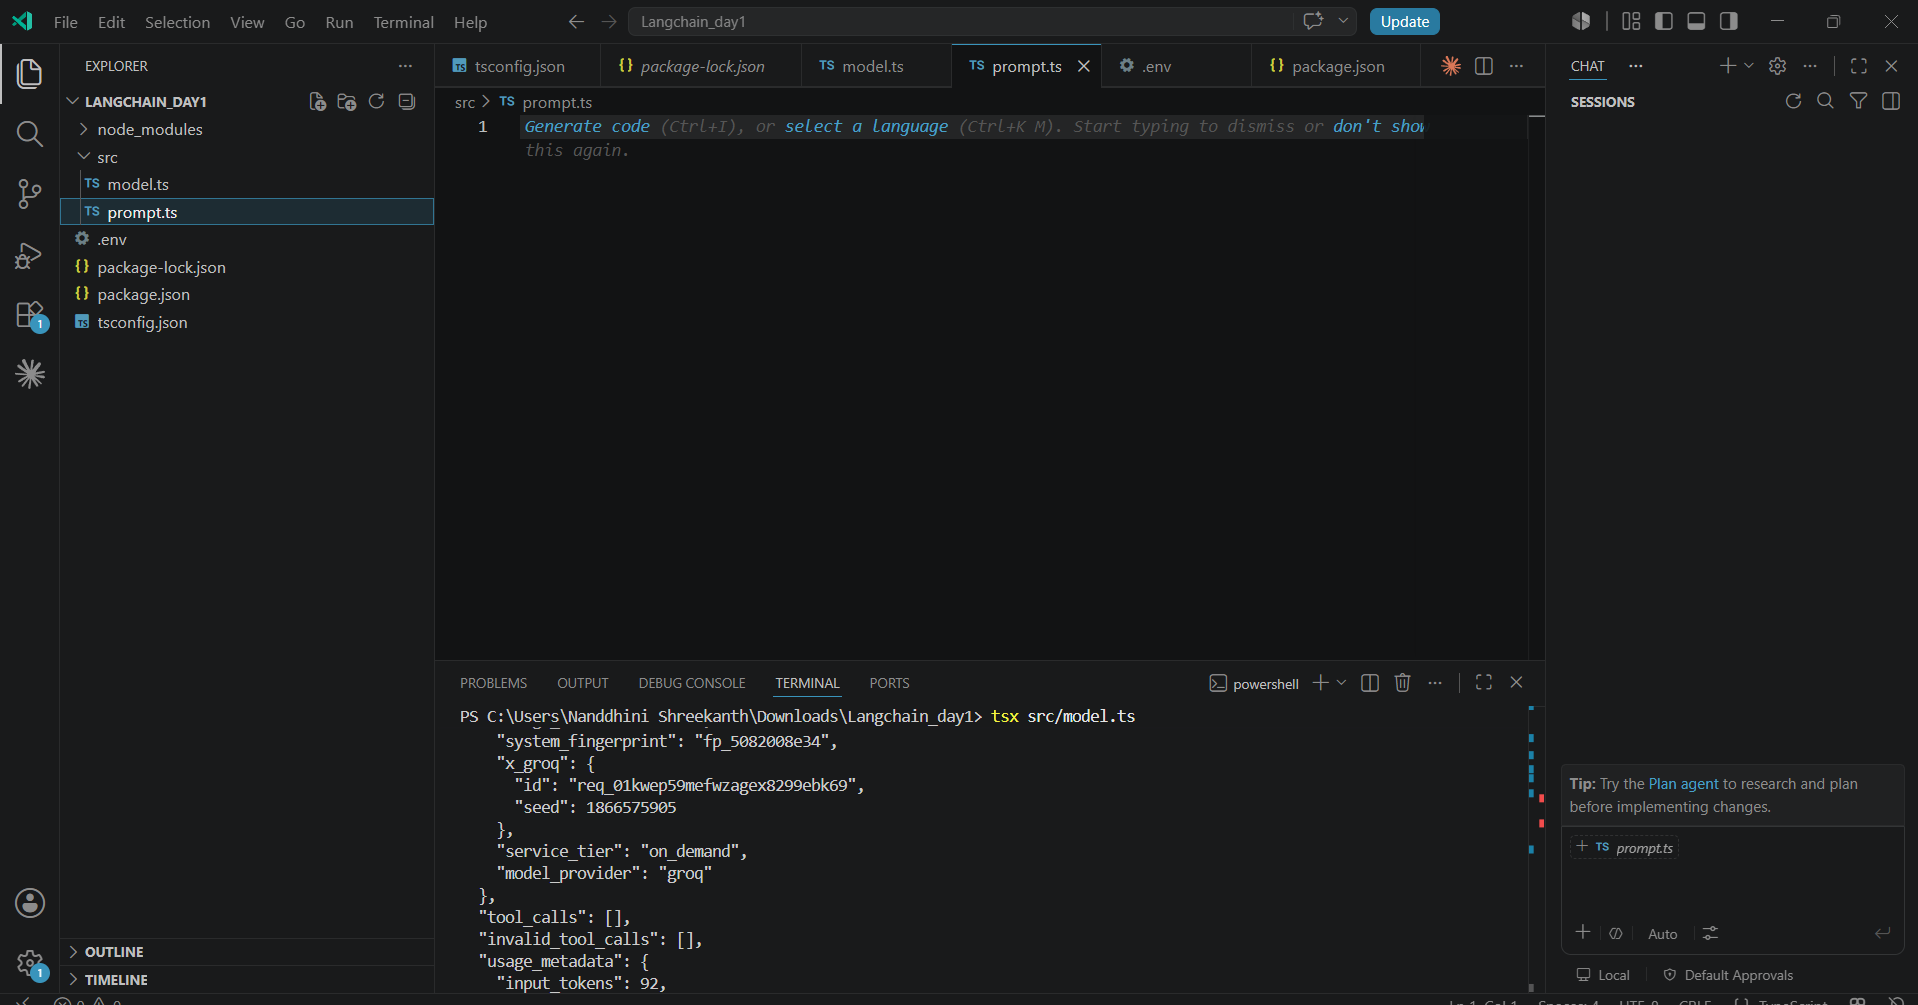 File Edit Selection View Go Run Terminal Help
Langchain_day1
Update
EXPLORER
LANGCHAIN_DAY1
node_modules
src
TS model.ts
TS prompt.ts
.env
{} package-lock.json
{} package.json
TS tsconfig.json
1
OUTLINE
TIMELINE
1
TS tsconfig.json
{} package-lock.json
TS model.ts
TS prompt.ts
.env
{} package.json
src > TS prompt.ts
1 Generate code (Ctrl+I), or select a language (Ctrl+K M). Start typing to dismiss or don't show
this again.
PROBLEMS OUTPUT DEBUG CONSOLE TERMINAL PORTS
powershell
PS C:\Users\Nanddhini Shreekanth\Downloads\Langchain_day1> tsx src/model.ts
"system_fingerprint": "fp_5082008e34",
"x_groq": {
"id": "req_01kwep59mefwzagex8299ebk69",
"seed": 1866575905
},
"service_tier": "on_demand",
"model_provider": "groq"
},
"tool_calls": [],
"invalid_tool_calls": [],
"usage_metadata": {
"input_tokens": 92,
CHAT
SESSIONS
Tip: Try the Plan agent to research and plan
before implementing changes.
TS prompt.ts
Auto
Local Default Approvals